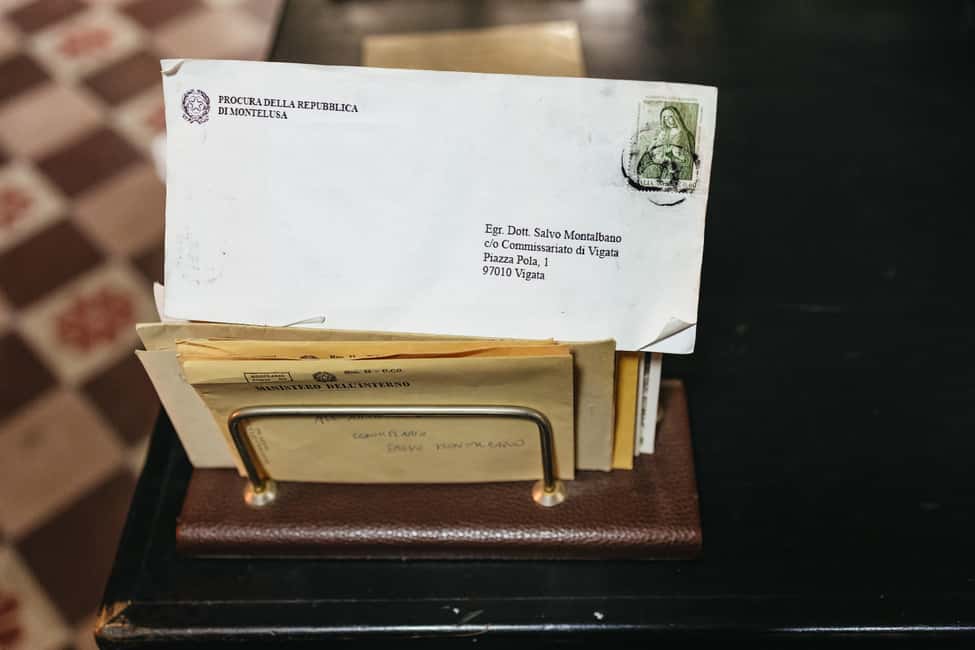 PROCURA DELLA REPUBBLICA
DI MONTELUSA
Egr. Dott. Salvo Montalbano
c/o Commissariato di Vigata
Piazza Pola, 1
97010 Vigata
MINISTERO DELL'INTERNO
COMMISSARIO
SALVO MONTALBANO